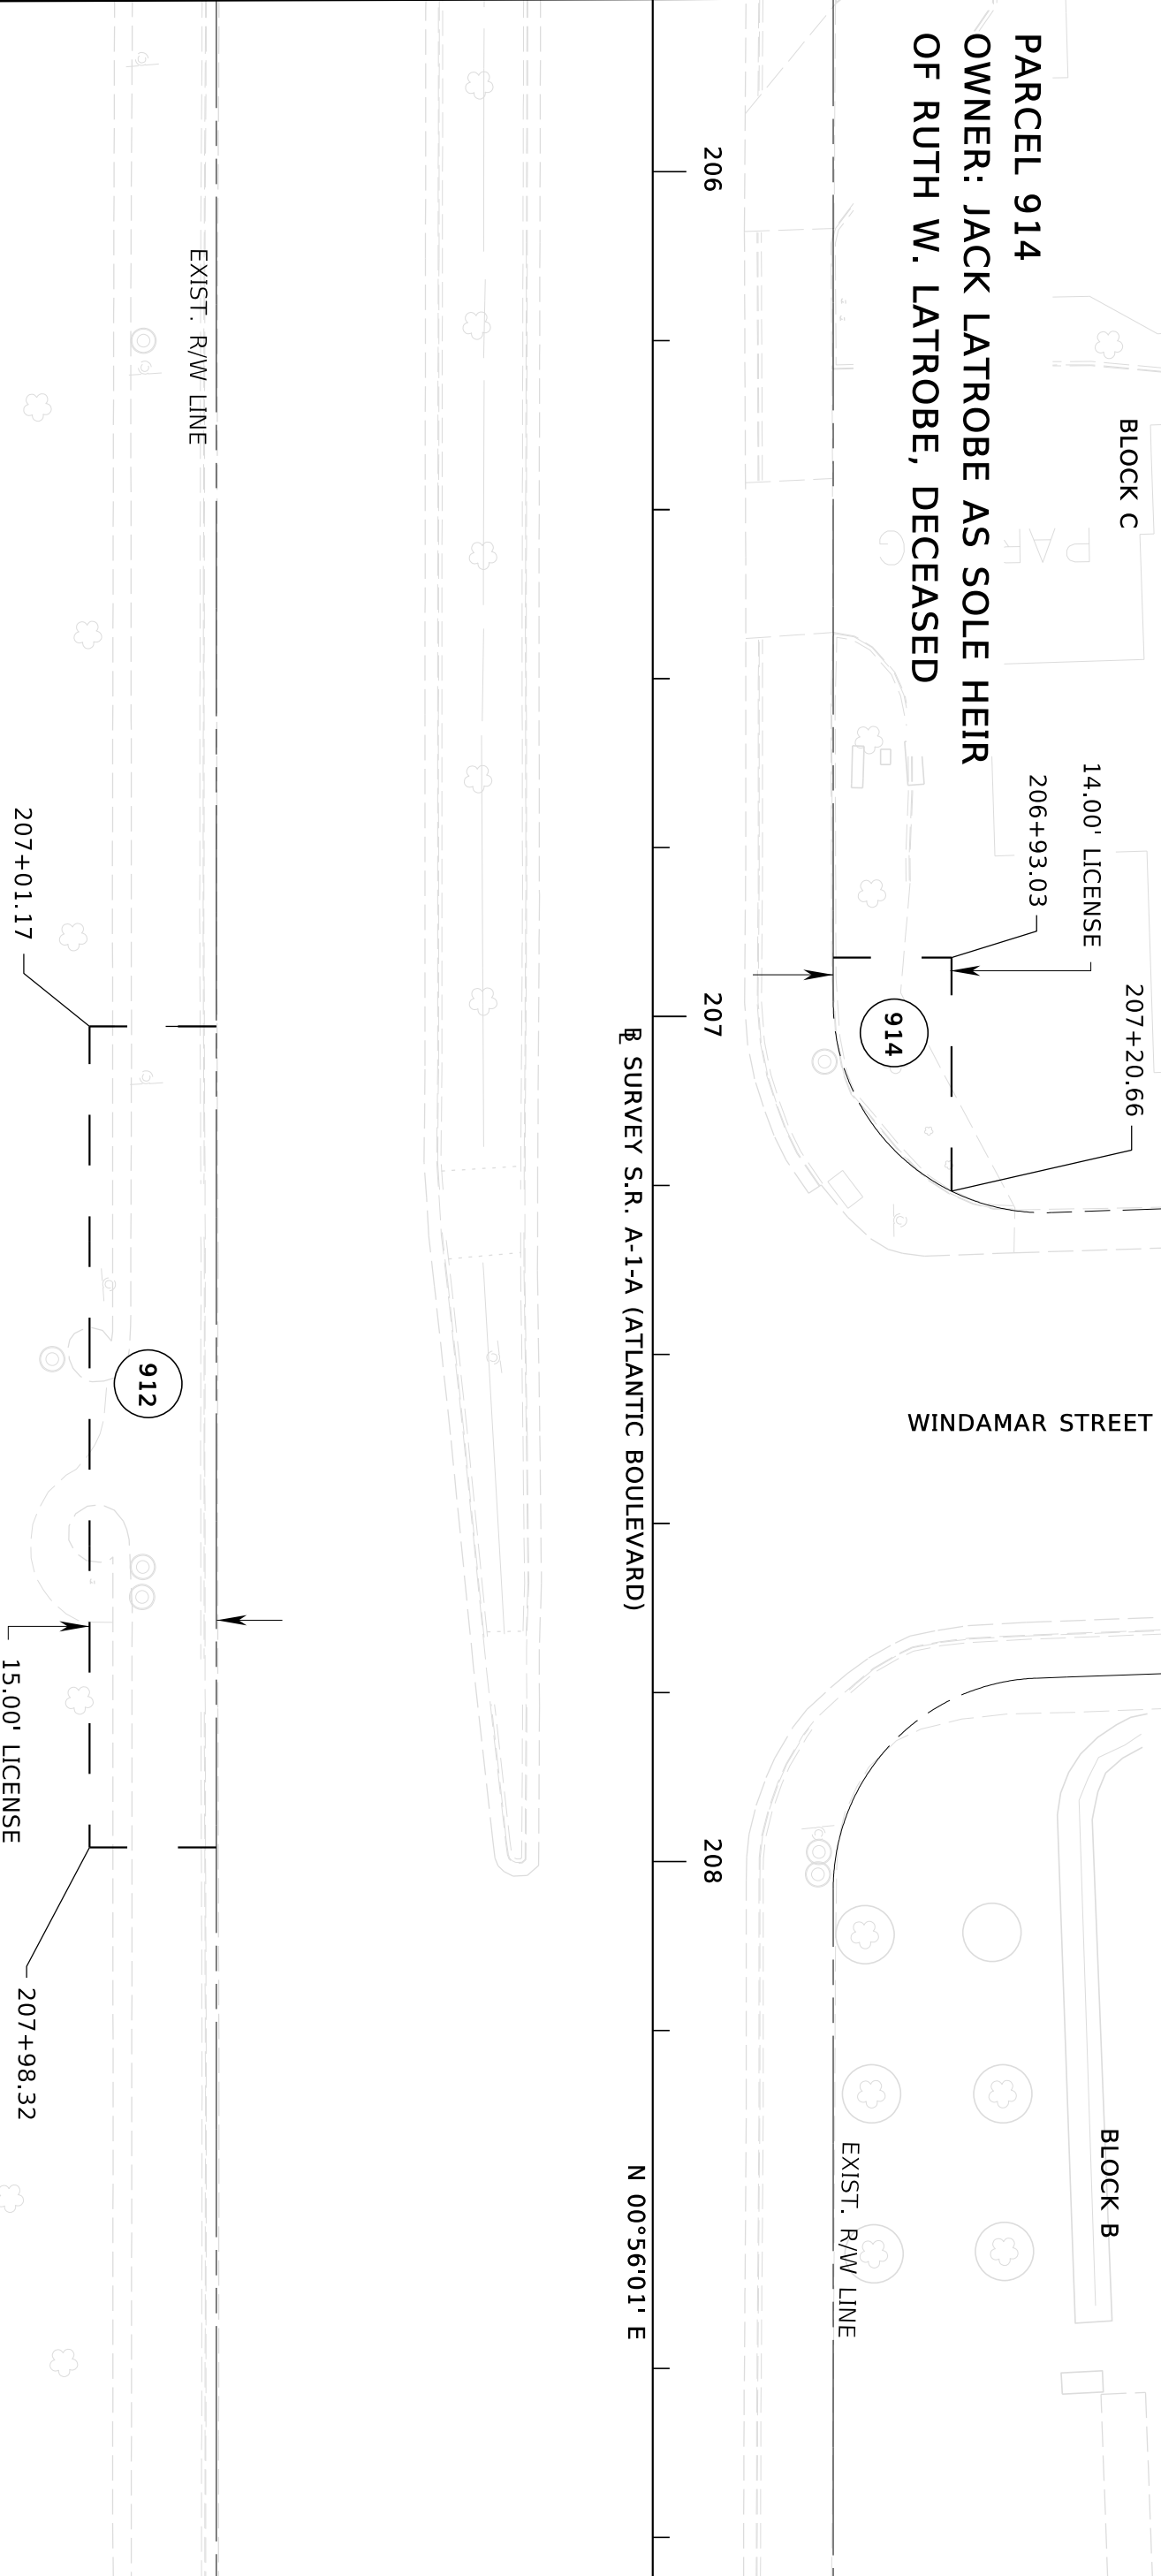 PARCEL 914
OWNER: JACK LATROBE AS SOLE HEIR
OF RUTH W. LATROBE, DECEASED
BLOCK C
14.00' LICENSE
206+93.03
207+20.66
914
206
207
208
EXIST. R/W LINE
℄ SURVEY S.R. A-1-A (ATLANTIC BOULEVARD)
N 00°56'01' E
WINDAMAR STREET
BLOCK B
EXIST. R/W LINE
207+01.17
912
15.00' LICENSE
207+98.32